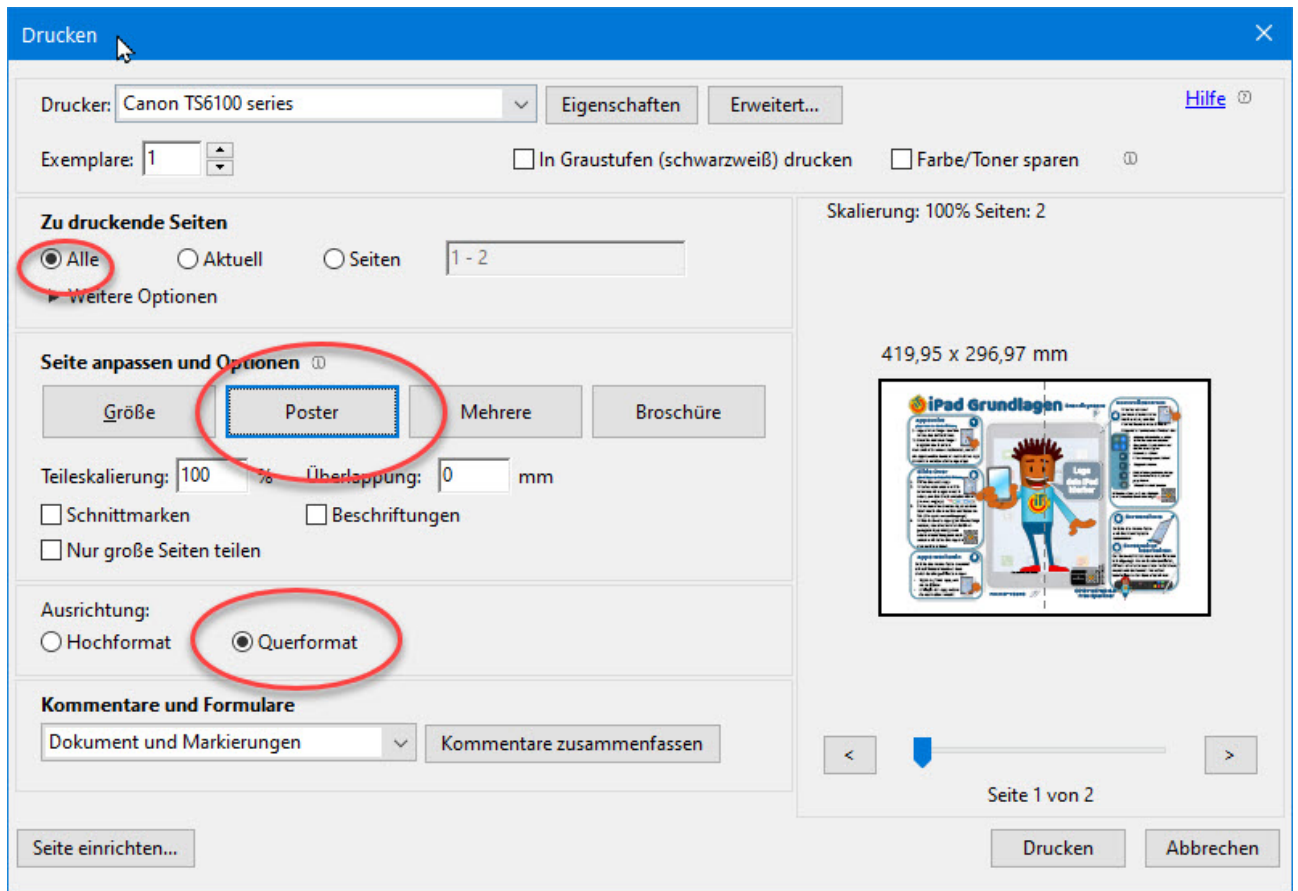 Drucken
Drucker: Canon TS6100 series Eigenschaften Erweitert... Hilfe
Exemplare: 1 In Graustufen (schwarzweiß) drucken Farbe/Toner sparen
Zu druckende Seiten
Alle Aktuell Seiten 1 - 2
Weitere Optionen
Skalierung: 100% Seiten: 2
Seite anpassen und Optionen
Größe Poster Mehrere Broschüre
Teileskalierung: 100 % Überlappung: 0 mm
Schnittmarken Beschriftungen
Nur große Seiten teilen
Ausrichtung:
Hochformat Querformat
Kommentare und Formulare
Dokument und Markierungen Kommentare zusammenfassen
419,95 x 296,97 mm
iPad Grundlagen
Lege
dein iPad
< >
Seite 1 von 2
Seite einrichten... Drucken Abbrechen